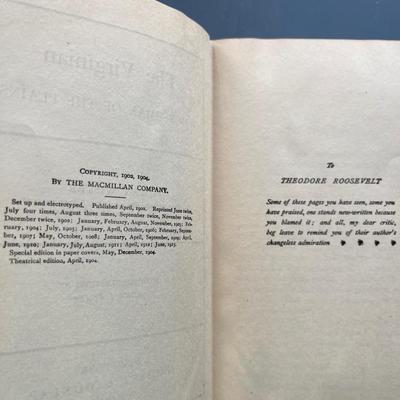 The Virginian
COPYRIGHT, 1902, 1904,
BY THE MACMILLAN COMPANY.
Set up and electrotyped. Published April, 1902. Reprinted June twice,
July four times, August three times, September twice, November twice,
December twice, 1902; January, February, August, November, 1903; Feb-
ruary, 1904; July, 1905; January, April, October, 1906; February, Septem-
ber, 1907; May, October, 1908; January, April, September, 1909; April
June, 1910; January, July, August, 1911; April, 1912; June, 1913.
Special edition in paper covers, May, December, 1904.
Theatrical edition, April, 1904.
To
THEODORE ROOSEVELT
Some of these pages you have seen, some you
have praised, one stands new-written because
you blamed it; and all, my dear critic,
beg leave to remind you of their author's
changeless admiration